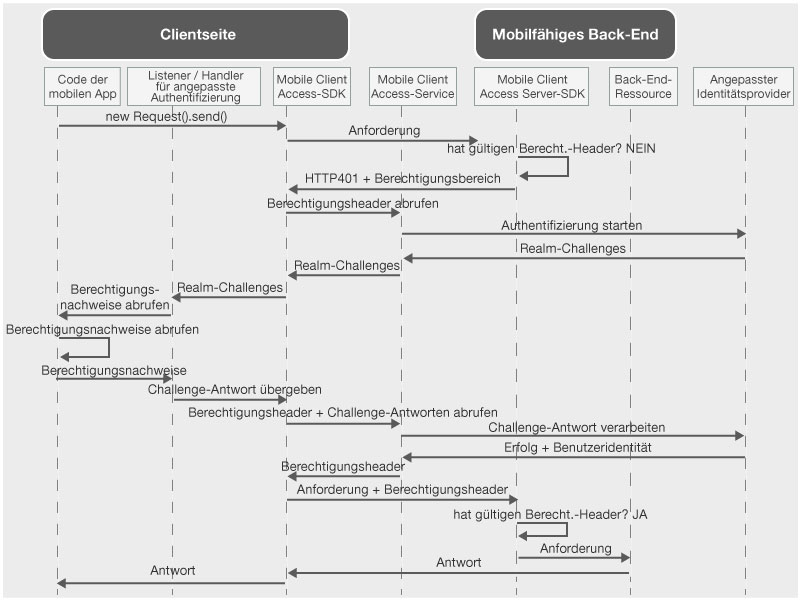 Clientseite
Mobilfähiges Back-End
Code der
mobilen App
Listener / Handler
für angepasste
Authentifizierung
Mobile Client
Access-SDK
Mobile Client
Access-Service
Mobile Client
Access Server-SDK
Back-End-
Ressource
Angepasster
Identitätsprovider
new Request().send()
Anforderung
hat gültigen Berecht.-Header? NEIN
HTTP401 + Berechtigungsbereich
Berechtigungsheader abrufen
Authentifizierung starten
Realm-Challenges
Realm-Challenges
Realm-Challenges
Berechtigungs-
nachweise abrufen
Berechtigungsnachweise abrufen
Berechtigungsnachweise
Challenge-Antwort übergeben
Berechtigungsheader + Challenge-Antworten abrufen
Challenge-Antwort verarbeiten
Erfolg + Benutzeridentität
Berechtigungsheader
Anforderung + Berechtigungsheader
hat gültigen Berecht.-Header? JA
Anforderung
Antwort
Antwort